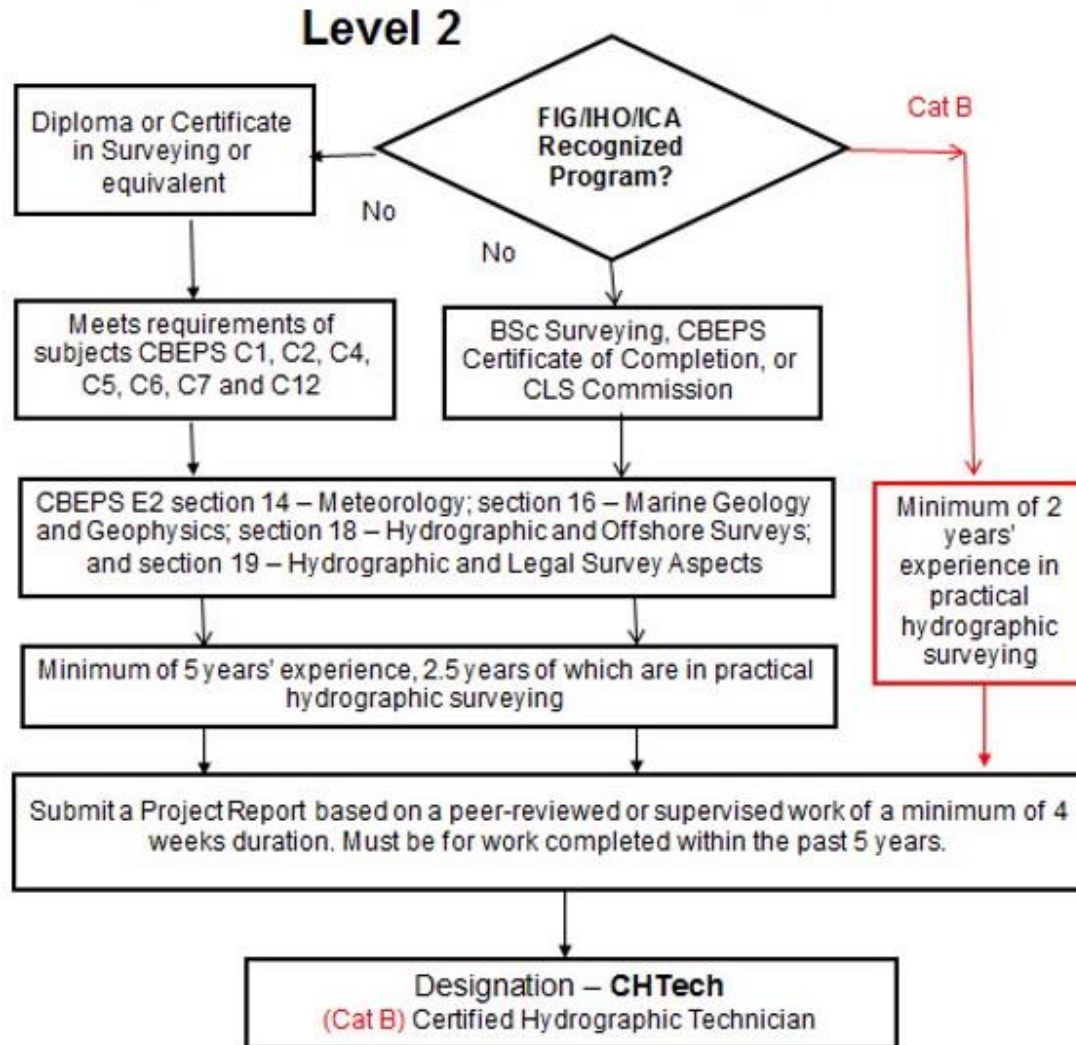 Level 2
FIG/IHO/ICA
Recognized
Program?
Cat B
Diploma or Certificate
in Surveying or
equivalent
No
No
Meets requirements of
subjects CBEPS C1, C2, C4,
C5, C6, C7 and C12
BSc Surveying, CBEPS
Certificate of Completion, or
CLS Commission
CBEPS E2 section 14 – Meteorology; section 16 – Marine Geology
and Geophysics; section 18 – Hydrographic and Offshore Surveys;
and section 19 – Hydrographic and Legal Survey Aspects
Minimum of 2
years'
experience in
practical
hydrographic
surveying
Minimum of 5 years' experience, 2.5 years of which are in practical
hydrographic surveying
Submit a Project Report based on a peer-reviewed or supervised work of a minimum of 4
weeks duration. Must be for work completed within the past 5 years.
Designation – CHTech
(Cat B) Certified Hydrographic Technician